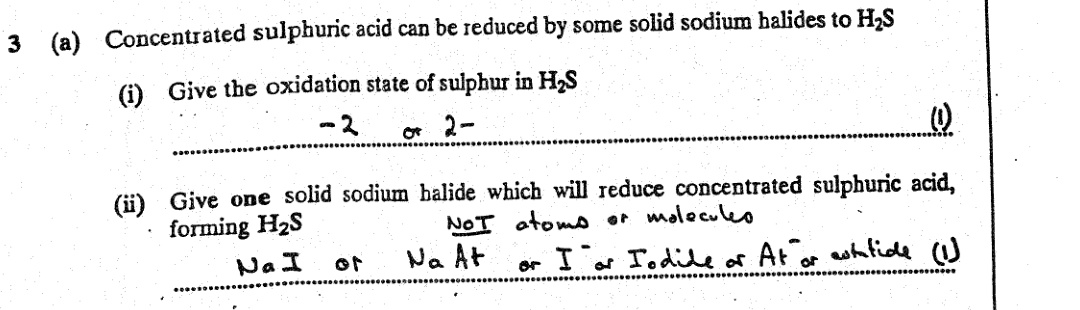 3 (a) Concentrated sulphuric acid can be reduced by some solid sodium halides to H₂S
(i) Give the oxidation state of sulphur in H₂S
-2 or 2- (1)
(ii) Give one solid sodium halide which will reduce concentrated sulphuric acid,
forming H₂S NOT atoms or molecules
NaI or NaAt or I⁻ or Iodide or At⁻ or astatide (1)